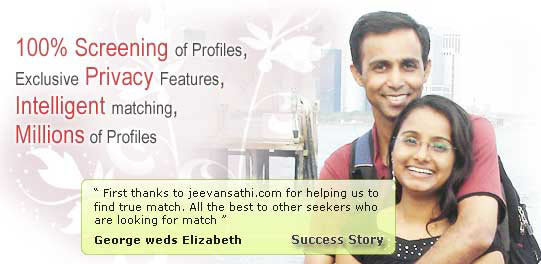 100% Screening of Profiles,
Exclusive Privacy Features,
Intelligent matching,
Millions of Profiles
“ First thanks to jeevansathi.com for helping us to
find true match. All the best to other seekers who
are looking for match ”
George weds Elizabeth Success Story